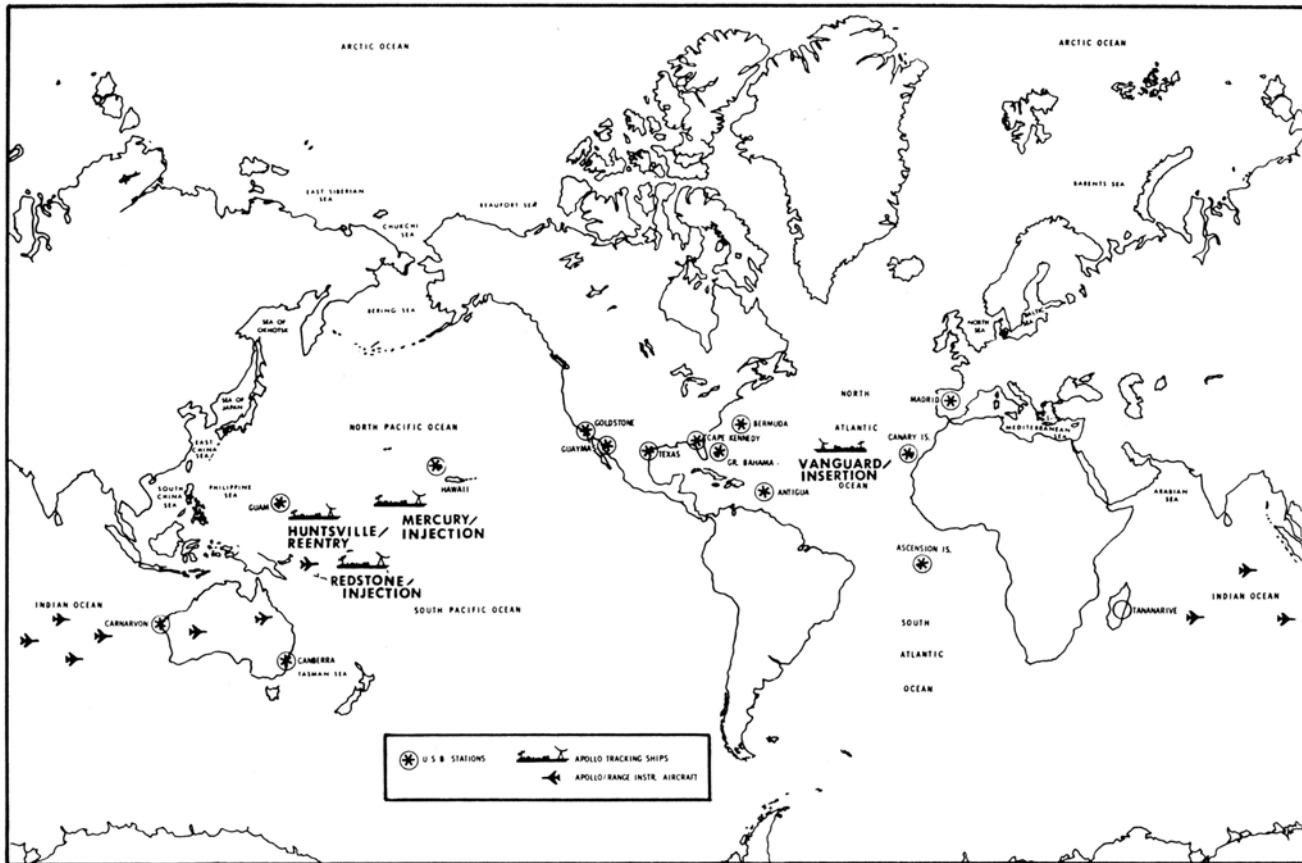 ARCTIC OCEAN
ARCTIC OCEAN
EAST SIBERIAN
SEA
BEAUFORT SEA
CHUKCHI
SEA
BARENTS SEA
BERING SEA
SEA OF
OKHOTSK
NORTH
SEA
BALTIC
SEA
SEA OF
JAPAN
EAST
CHINA
SEA
NORTH PACIFIC OCEAN
GOLDSTONE
GUAYMAS
TEXAS
CAPE KENNEDY
BERMUDA
GR. BAHAMA
ANTIGUA
NORTH
ATLANTIC
OCEAN
MADRID
CANARY IS.
MEDITERRANEAN
SEA
VANGUARD/
INSERTION
HAWAII
SOUTH
CHINA
SEA
PHILIPPINE
SEA
GUAM
HUNTSVILLE/
REENTRY
MERCURY/
INJECTION
REDSTONE/
INJECTION
ARABIAN
SEA
ASCENSION IS.
INDIAN OCEAN
CARNARVON
SOUTH PACIFIC OCEAN
TANANARIVE
INDIAN OCEAN
CANBERRA
TASMAN SEA
SOUTH
ATLANTIC
OCEAN
U S B STATIONS
APOLLO TRACKING SHIPS
APOLLO/RANGE INSTR. AIRCRAFT